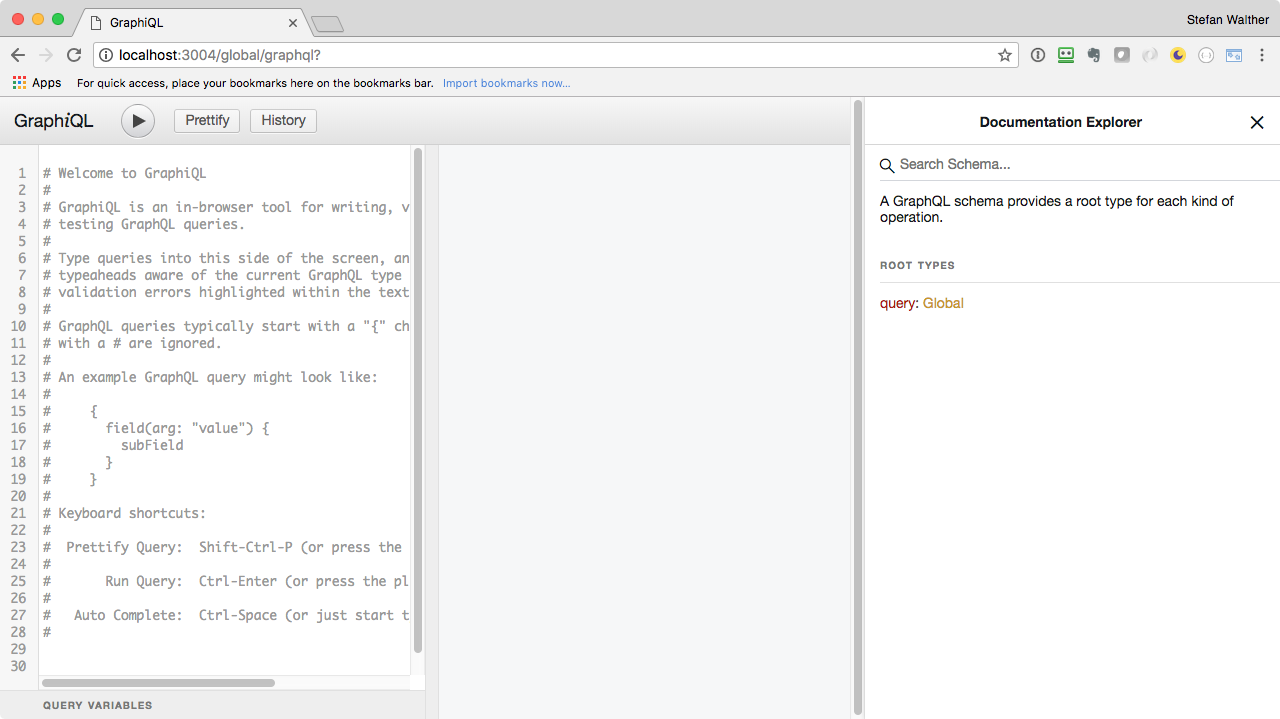 GraphiQL
Stefan Walther
localhost:3004/global/graphql?
Apps For quick access, place your bookmarks here on the bookmarks bar. Import bookmarks now...
GraphiQL Prettify History
1 # Welcome to GraphiQL
2 #
3 # GraphiQL is an in-browser tool for writing, v
4 # testing GraphQL queries.
5 #
6 # Type queries into this side of the screen, an
7 # typeaheads aware of the current GraphQL type
8 # validation errors highlighted within the text
9 #
10 # GraphQL queries typically start with a "{" ch
11 # with a # are ignored.
12 #
13 # An example GraphQL query might look like:
14 #
15 #     {
16 #       field(arg: "value") {
17 #         subField
18 #       }
19 #     }
20 #
21 # Keyboard shortcuts:
22 #
23 #  Prettify Query:  Shift-Ctrl-P (or press the
24 #
25 #       Run Query:  Ctrl-Enter (or press the pl
26 #
27 #   Auto Complete:  Ctrl-Space (or just start t
28 #
29
30
QUERY VARIABLES
Documentation Explorer
Search Schema...
A GraphQL schema provides a root type for each kind of
operation.
ROOT TYPES
query: Global